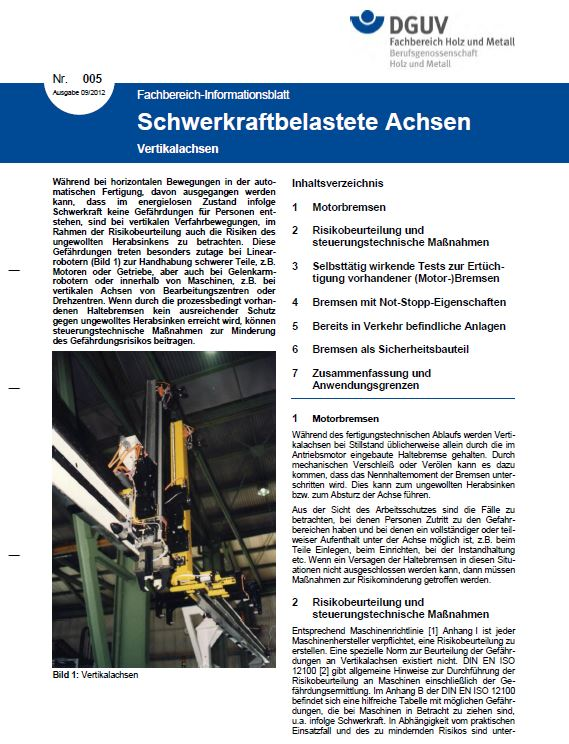 DGUV
Fachbereich Holz und Metall
Berufsgenossenschaft
Holz und Metall
Nr. 005
Ausgabe 09/2012
Fachbereich-Informationsblatt
Schwerkraftbelastete Achsen
Vertikalachsen
Während bei horizontalen Bewegungen in der auto-
matischen Fertigung, davon ausgegangen werden
kann, dass im energielosen Zustand infolge
Schwerkraft keine Gefährdungen für Personen ent-
stehen, sind bei vertikalen Verfahrbewegungen, im
Rahmen der Risikobeurteilung auch die Risiken des
ungewollten Herabsinkens zu betrachten. Diese
Gefährdungen treten besonders zutage bei Linear-
robotern (Bild 1) zur Handhabung schwerer Teile, z.B.
Motoren oder Getriebe, aber auch bei Gelenkarm-
robotern oder innerhalb von Maschinen, z.B. bei
vertikalen Achsen von Bearbeitungszentren oder
Drehzentren. Wenn durch die prozessbedingt vorhan-
denen Haltebremsen kein ausreichender Schutz
gegen ungewolltes Herabsinken erreicht wird, können
steuerungstechnische Maßnahmen zur Minderung
des Gefährdungsrisikos beitragen.
Bild 1: Vertikalachsen
Inhaltsverzeichnis
1 Motorbremsen
2 Risikobeurteilung und
steuerungstechnische Maßnahmen
3 Selbsttätig wirkende Tests zur Ertüch-
tigung vorhandener (Motor-)Bremsen
4 Bremsen mit Not-Stopp-Eigenschaften
5 Bereits in Verkehr befindliche Anlagen
6 Bremsen als Sicherheitsbauteil
7 Zusammenfassung und
Anwendungsgrenzen
1 Motorbremsen
Während des fertigungstechnischen Ablaufs werden Verti-
kalachsen bei Stillstand üblicherweise allein durch die im
Antriebsmotor eingebaute Haltebremse gehalten. Durch
mechanischen Verschleiß oder Verölen kann es dazu
kommen, dass das Nennhaltemoment der Bremsen unter-
schritten wird. Dies kann zum ungewollten Herabsinken
bzw. zum Absturz der Achse führen.
Aus der Sicht des Arbeitsschutzes sind die Fälle zu
betrachten, bei denen Personen Zutritt zu den Gefahr-
bereichen haben und bei denen ein vollständiger oder teil-
weiser Aufenthalt unter der Achse möglich ist, z.B. beim
Teile Einlegen, beim Einrichten, bei der Instandhaltung
etc. Wenn ein Versagen der Haltebremsen in diesen Situ-
ationen nicht ausgeschlossen werden kann, dann müssen
Maßnahmen zur Risikominderung getroffen werden.
2 Risikobeurteilung und
steuerungstechnische Maßnahmen
Entsprechend Maschinenrichtlinie [1] Anhang I ist jeder
Maschinenhersteller verpflichtet, eine Risikobeurteilung zu
erstellen. Eine spezielle Norm zur Beurteilung der Gefähr-
dungen an Vertikalachsen existiert nicht. DIN EN ISO
12100 [2] gibt allgemeine Hinweise zur Durchführung der
Risikobeurteilung an Maschinen einschließlich der Ge-
fährdungsermittlung. Im Anhang B der DIN EN ISO 12100
befindet sich eine hilfreiche Tabelle mit möglichen Gefähr-
dungen, die bei Maschinen in Betracht zu ziehen sind,
u.a. infolge Schwerkraft. In Abhängigkeit vom praktischen
Einsatzfall und des zu mindernden Risikos sind unter-